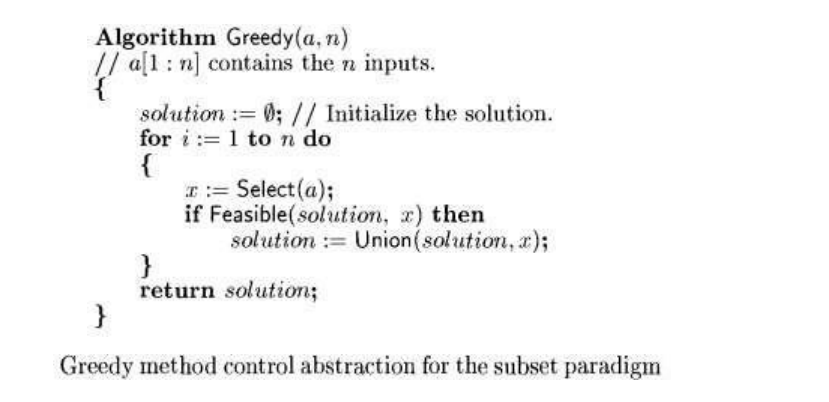 Algorithm Greedy(a, n)
// a[1 : n] contains the n inputs.
{
solution := ∅; // Initialize the solution.
for i := 1 to n do
{
x := Select(a);
if Feasible(solution, x) then
solution := Union(solution, x);
}
return solution;
}
Greedy method control abstraction for the subset paradigm